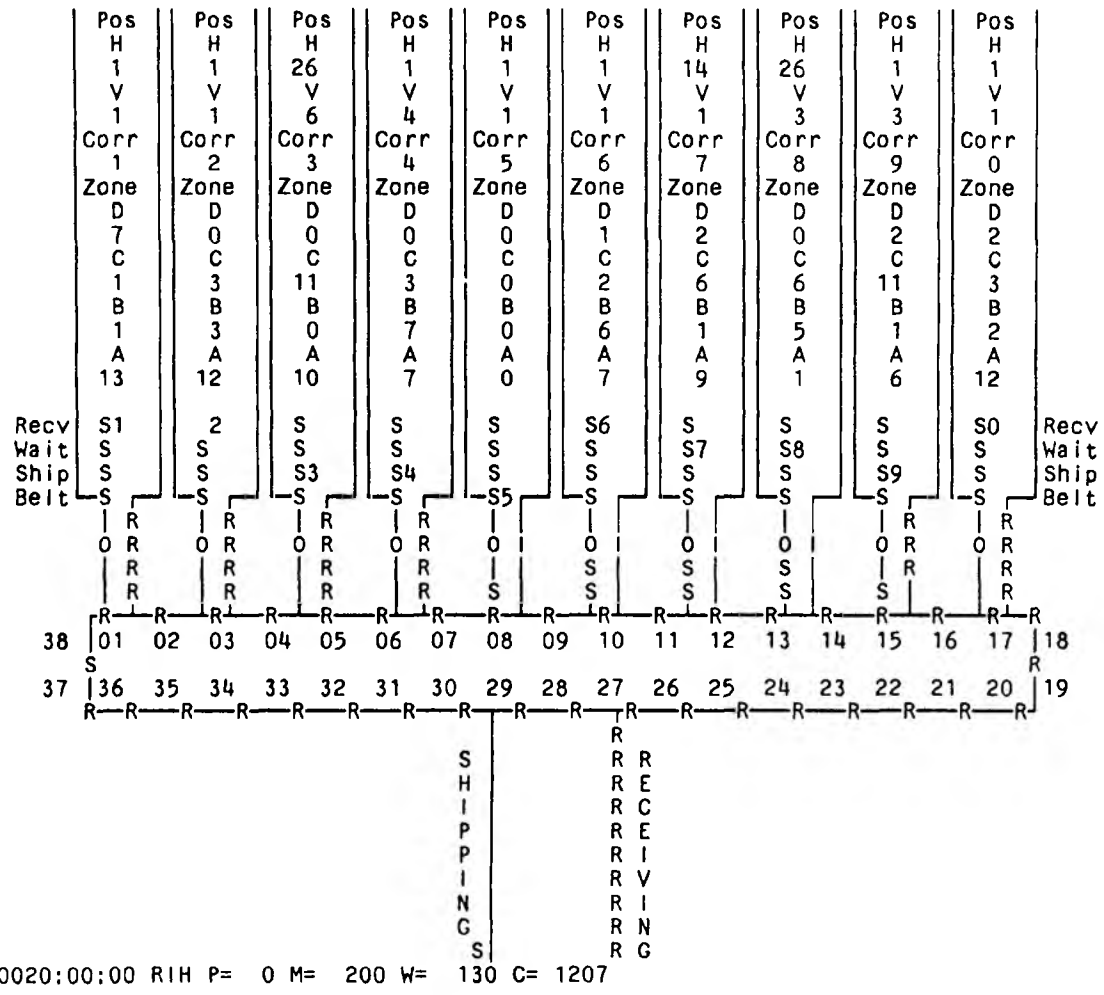 Pos Pos Pos Pos Pos Pos Pos Pos Pos Pos
H H H H H H H H H H
1 1 26 1 1 1 14 26 1 1
V V V V V V V V V V
1 1 6 4 1 1 1 3 3 1
Corr Corr Corr Corr Corr Corr Corr Corr Corr Corr
1 2 3 4 5 6 7 8 9 0
Zone Zone Zone Zone Zone Zone Zone Zone Zone Zone
D D D D D D D D D D
7 0 0 0 0 1 2 0 2 2
C C C C C C C C C C
1 3 11 3 0 2 6 6 11 3
B B B B B B B B B B
1 3 0 7 0 6 1 5 1 2
A A A A A A A A A A
13 12 10 7 0 7 9 1 6 12
Recv S1 2 S S S S6 S S S S0 Recv
Wait S S S S S S S7 S8 S S Wait
Ship S S S3 S4 S S S S S9 S Ship
Belt S S S S S5 S S S S S Belt
R R R R R R
O R O R O R O R O I O I O I O I O R O R
R R R R S S S R R
R R R R S S S S S R
R R R R R R R R R R R R R R R R R R
38 01 02 03 04 05 06 07 08 09 10 11 12 13 14 15 16 17 18
S R
37 36 35 34 33 32 31 30 29 28 27 26 25 24 23 22 21 20 19
R R R R R R R R R R R R R R R R R R
R
S R R
H R E
I R C
P R E
P R I
I R V
N R I
G R N
S R G
0020:00:00 RIH P= 0 M= 200 W= 130 C= 1207